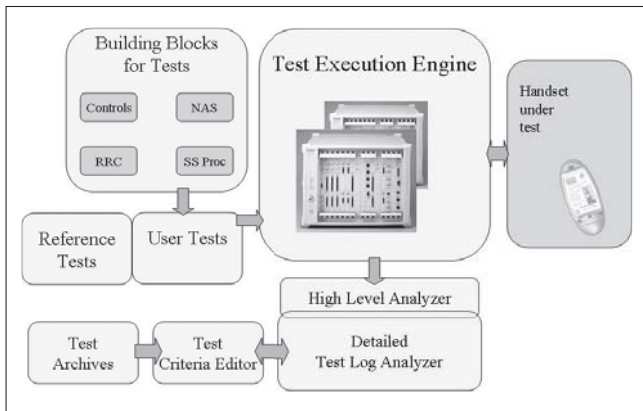 Building Blocks
for Tests
Controls
NAS
RRC
SS Proc
Test Execution Engine
Handset
under
test
Reference
Tests
User Tests
High Level Analyzer
Test
Archives
Test
Criteria Editor
Detailed
Test Log Analyzer